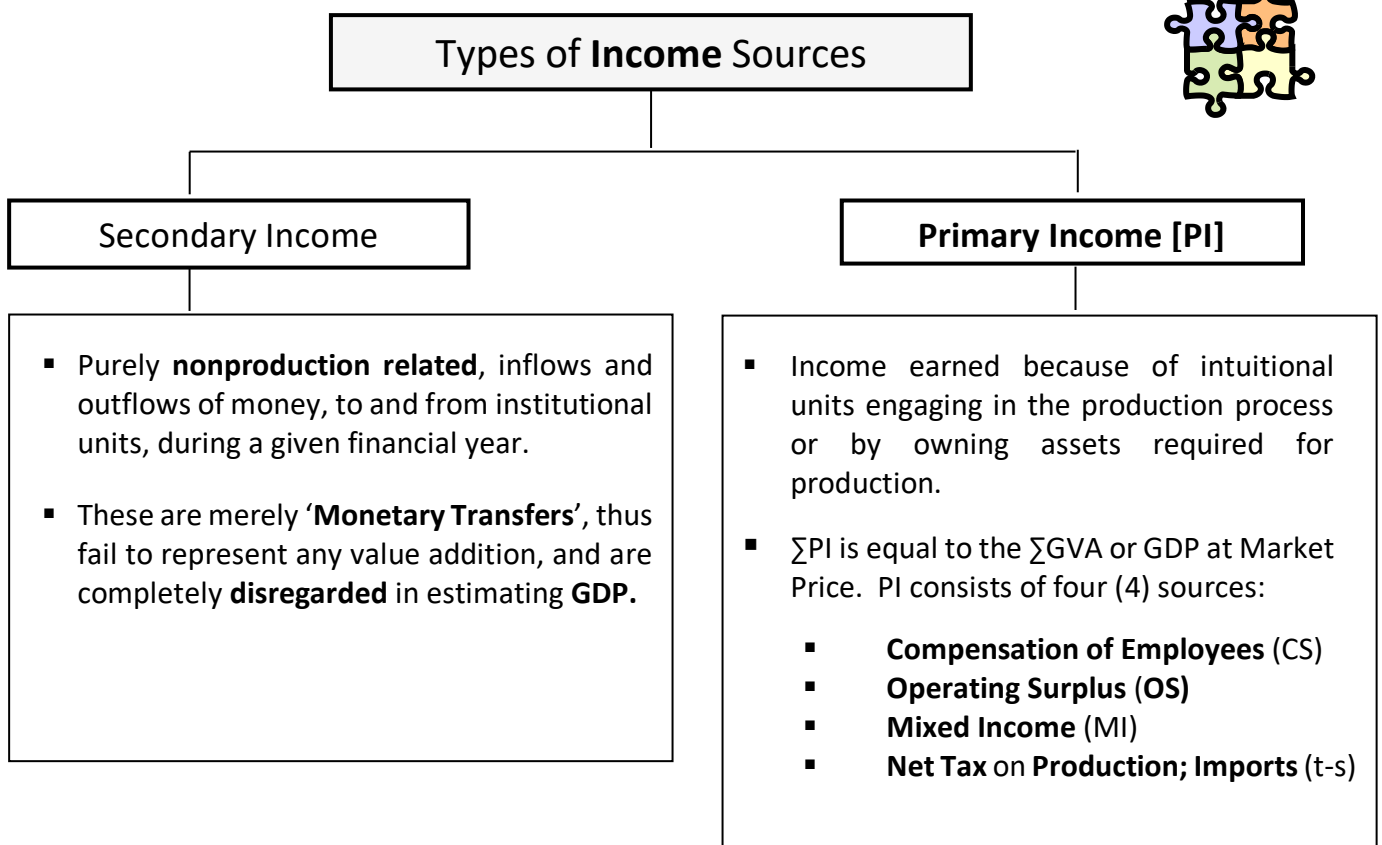 Types of Income Sources
Secondary Income
▪ Purely nonproduction related, inflows and
outflows of money, to and from institutional
units, during a given financial year.
▪ These are merely ‘Monetary Transfers’, thus
fail to represent any value addition, and are
completely disregarded in estimating GDP.
Primary Income [PI]
▪ Income earned because of intuitional
units engaging in the production process
or by owning assets required for
production.
▪ ∑PI is equal to the ∑GVA or GDP at Market
Price. PI consists of four (4) sources:
▪ Compensation of Employees (CS)
▪ Operating Surplus (OS)
▪ Mixed Income (MI)
▪ Net Tax on Production; Imports (t-s)